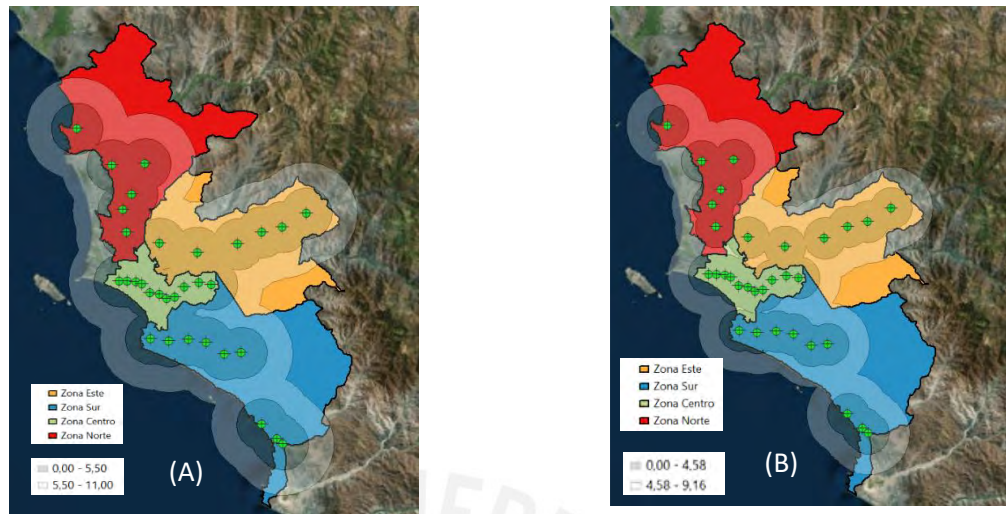 Zona Este
Zona Sur
Zona Centro
Zona Norte
0,00 - 5,50
5,50 - 11,00
(A)
Zona Este
Zona Sur
Zona Centro
Zona Norte
0,00 - 4,58
4,58 - 9,16
(B)